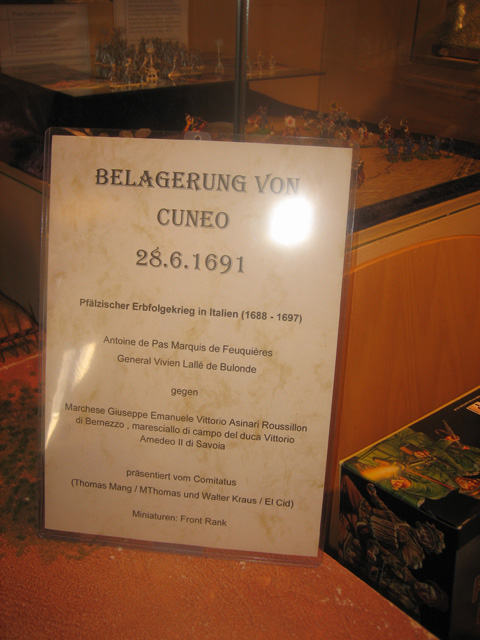 BELAGERUNG VON
CUNEO
28.6.1691
Pfälzischer Erbfolgekrieg in Italien (1688 - 1697)
Antoine de Pas Marquis de Feuquières
General Vivien Lallé de Bulonde
gegen
Marchese Giuseppe Emanuele Vittorio Asinari Roussillon
di Bernezzo , maresciallo di campo del duca Vittorio
Amedeo II di Savoia
präsentiert vom Comitatus
(Thomas Mang / MThomas und Walter Kraus / El Cid)
Miniaturen: Front Rank